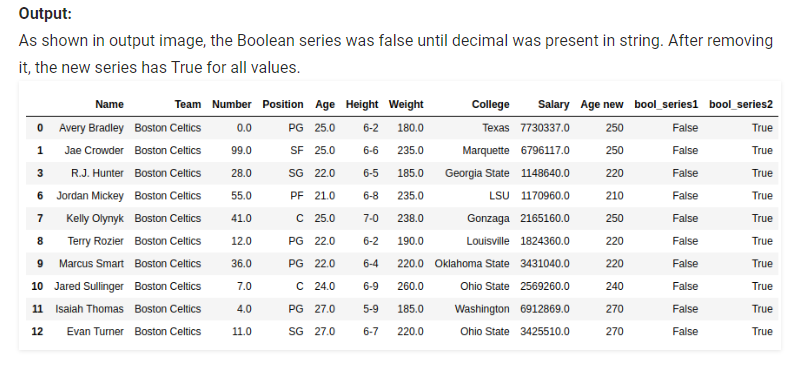 Output:
As shown in output image, the Boolean series was false until decimal was present in string. After removing
it, the new series has True for all values.
Name Team Number Position Age Height Weight College Salary Age new bool_series1 bool_series2
0 Avery Bradley Boston Celtics 0.0 PG 25.0 6-2 180.0 Texas 7730337.0 250 False True
1 Jae Crowder Boston Celtics 99.0 SF 25.0 6-6 235.0 Marquette 6796117.0 250 False True
3 R.J. Hunter Boston Celtics 28.0 SG 22.0 6-5 185.0 Georgia State 1148640.0 220 False True
6 Jordan Mickey Boston Celtics 55.0 PF 21.0 6-8 235.0 LSU 1170960.0 210 False True
7 Kelly Olynyk Boston Celtics 41.0 C 25.0 7-0 238.0 Gonzaga 2165160.0 250 False True
8 Terry Rozier Boston Celtics 12.0 PG 22.0 6-2 190.0 Louisville 1824360.0 220 False True
9 Marcus Smart Boston Celtics 36.0 PG 22.0 6-4 220.0 Oklahoma State 3431040.0 220 False True
10 Jared Sullinger Boston Celtics 7.0 C 24.0 6-9 260.0 Ohio State 2569260.0 240 False True
11 Isaiah Thomas Boston Celtics 4.0 PG 27.0 5-9 185.0 Washington 6912869.0 270 False True
12 Evan Turner Boston Celtics 11.0 SG 27.0 6-7 220.0 Ohio State 3425510.0 270 False True